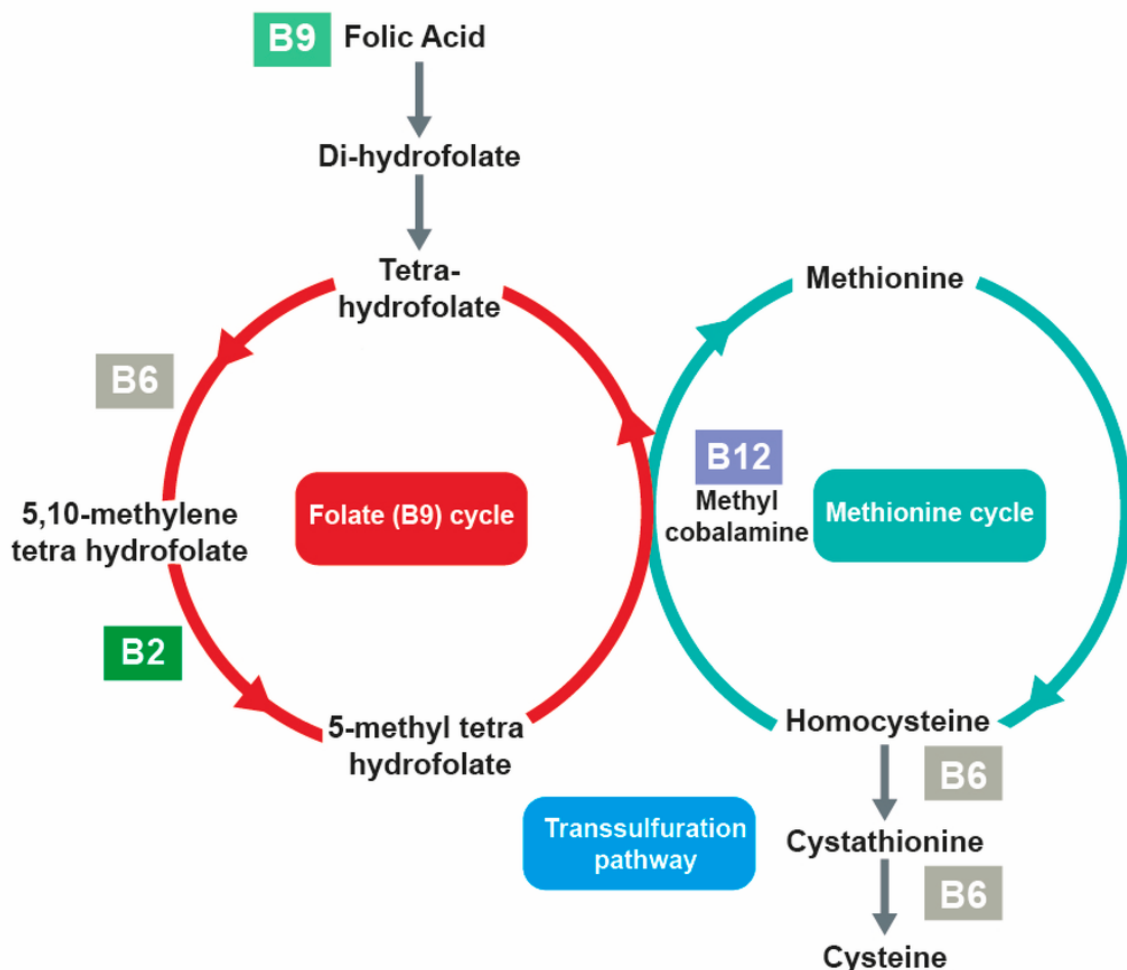 B9 Folic Acid
Di-hydrofolate
Tetra-
hydrofolate
Methionine
B6
B12
Methyl
cobalamine
Folate (B9) cycle
Methionine cycle
5,10-methylene
tetra hydrofolate
B2
5-methyl tetra
hydrofolate
Homocysteine
B6
Transsulfuration
pathway
Cystathionine
B6
Cysteine